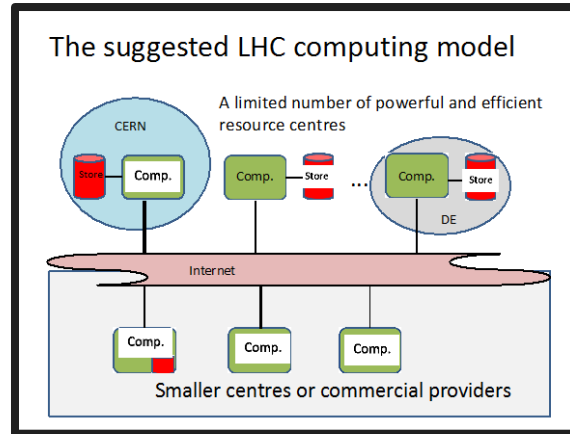 The suggested LHC computing model
A limited number of powerful and efficient
resource centres
CERN
Store
Comp.
Comp.
Store
...
Comp.
Store
DE
Internet
Comp.
Comp.
Comp.
Smaller centres or commercial providers